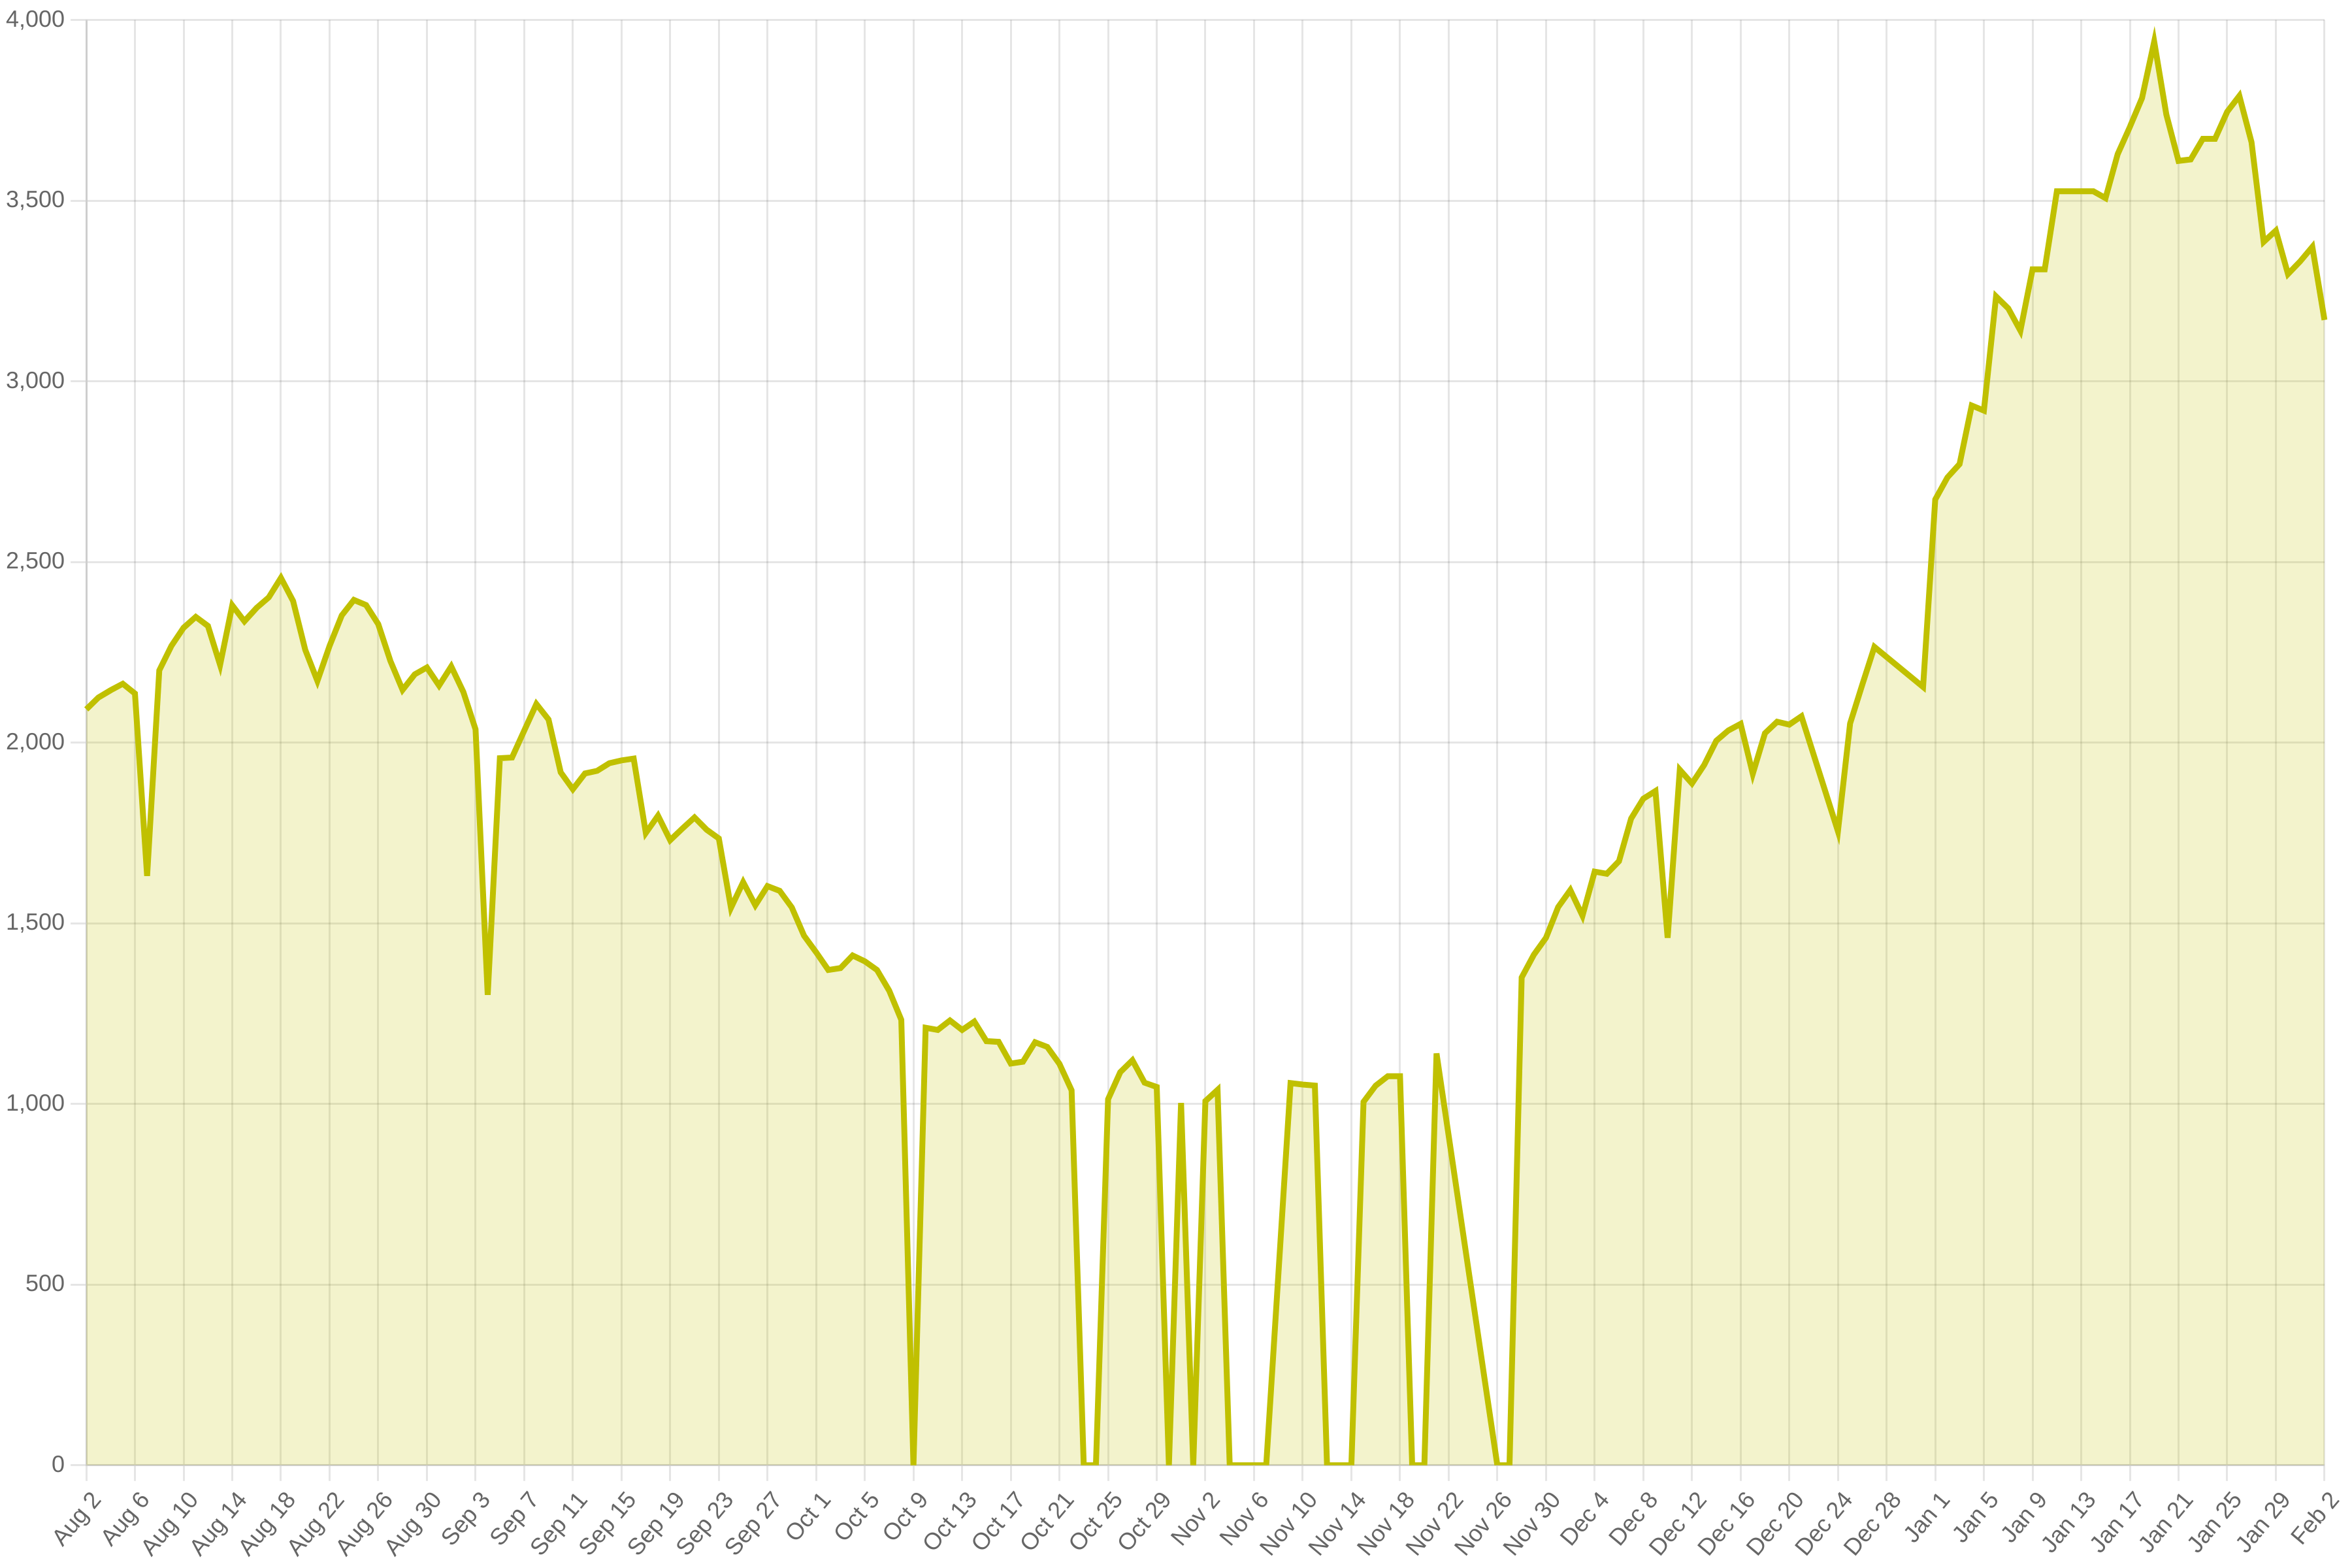 4,000
3,500
3,000
2,500
2,000
1,500
1,000
500
0
Aug 2
Aug 6
Aug 10
Aug 14
Aug 18
Aug 22
Aug 26
Aug 30
Sep 3
Sep 7
Sep 11
Sep 15
Sep 19
Sep 23
Sep 27
Oct 1
Oct 5
Oct 9
Oct 13
Oct 17
Oct 21
Oct 25
Oct 29
Nov 2
Nov 6
Nov 10
Nov 14
Nov 18
Nov 22
Nov 26
Nov 30
Dec 4
Dec 8
Dec 12
Dec 16
Dec 20
Dec 24
Dec 28
Jan 1
Jan 5
Jan 9
Jan 13
Jan 17
Jan 21
Jan 25
Jan 29
Feb 2